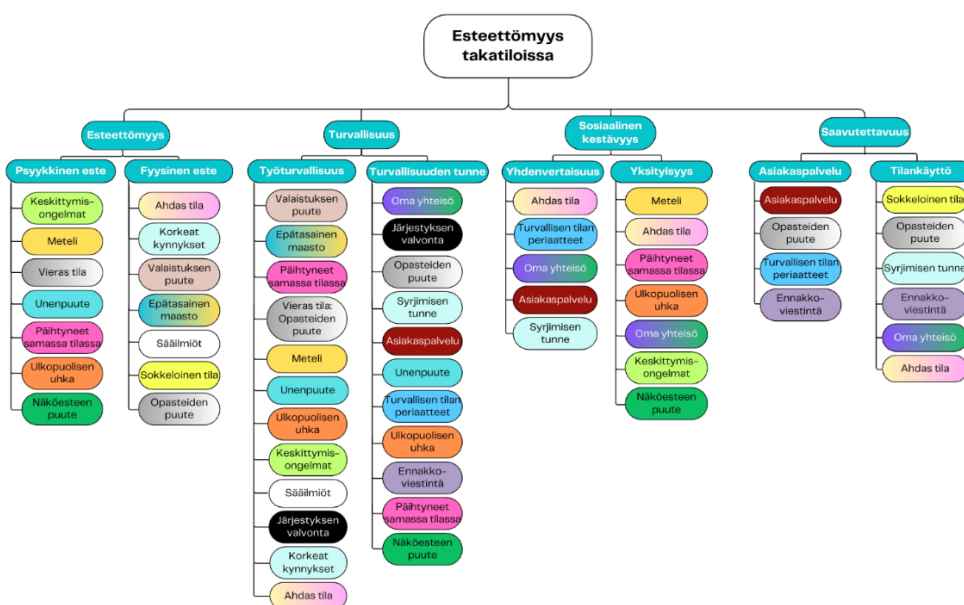 Esteettömyys
takatiloissa
Esteettömyys
Turvallisuus
Sosiaalinen
kestävyys
Saavutettavuus
Psyykkinen este
Keskittymis-
ongelmat
Meteli
Vieras tila
Unenpuute
Päihtyneet
samassa tilassa
Ulkopuolisen
uhka
Näköesteen
puute
Fyysinen este
Ahdas tila
Korkeat
kynnykset
Valaistuksen
puute
Epätasainen
maasto
Sääilmiöt
Sokkeloinen tila
Opasteiden
puute
Työturvallisuus
Valaistuksen
puute
Epätasainen
maasto
Päihtyneet
samassa tilassa
Vieras tila:
Opasteiden
puute
Meteli
Unenpuute
Ulkopuolisen
uhka
Keskittymis-
ongelmat
Sääilmiöt
Järjestyksen
valvonta
Korkeat
kynnykset
Ahdas tila
Turvallisuuden tunne
Oma yhteisö
Järjestyksen
valvonta
Opasteiden
puute
Syrjimisen
tunne
Asiakaspalvelu
Unenpuute
Turvallisen tilan
periaatteet
Ulkopuolisen
uhka
Ennakko-
viestintä
Päihtyneet
samassa tilassa
Näköesteen
puute
Yhdenvertaisuus
Ahdas tila
Turvallisen tilan
periaatteet
Oma yhteisö
Asiakaspalvelu
Syrjimisen
tunne
Yksityisyys
Meteli
Ahdas tila
Päihtyneet
samassa tilassa
Ulkopuolisen
uhka
Oma yhteisö
Keskittymis-
ongelmat
Näköesteen
puute
Asiakaspalvelu
Asiakaspalvelu
Opasteiden
puute
Turvallisen tilan
periaatteet
Ennakko-
viestintä
Tilankäyttö
Sokkeloinen tila
Opasteiden
puute
Syrjimisen tunne
Ennakko-
viestintä
Oma yhteisö
Ahdas tila